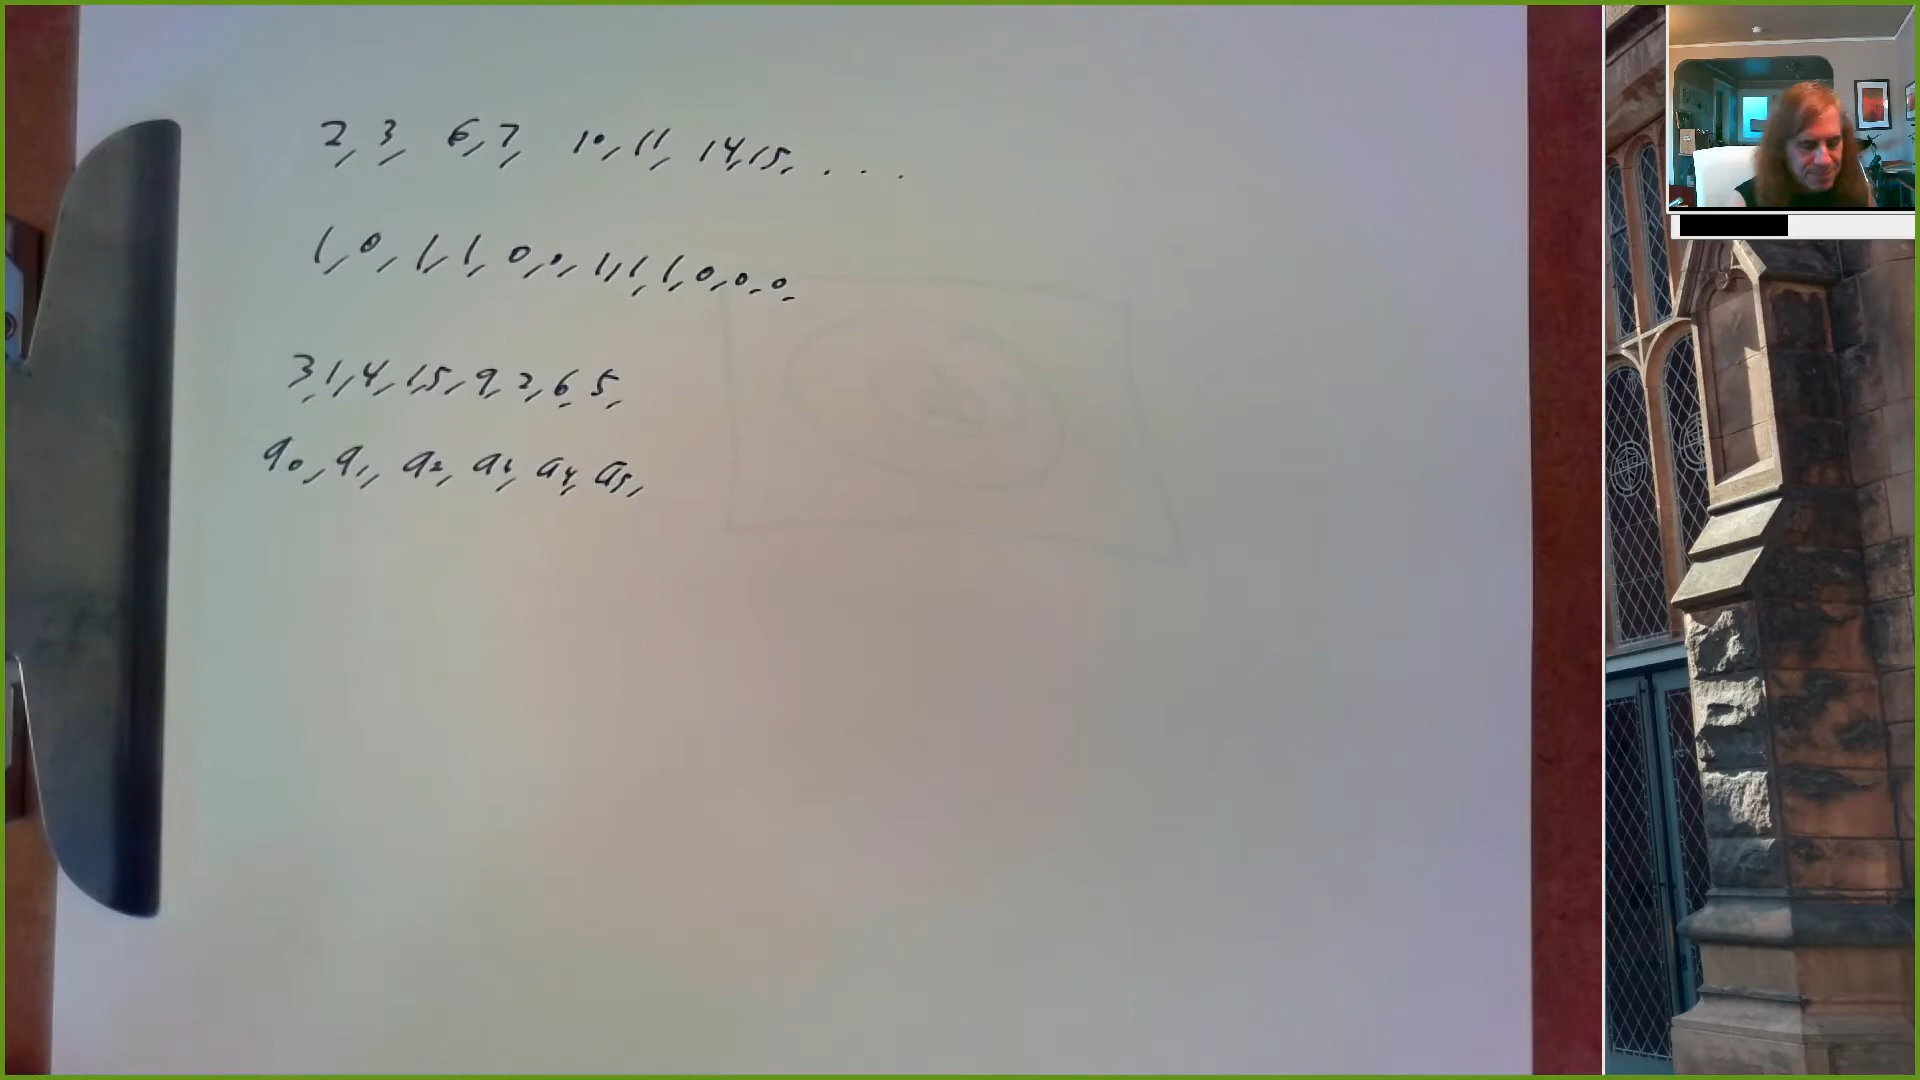 2, 3, 6, 7, 10, 11, 14, 15, . . .
1, 0, 1, 1, 0, 0, 1, 1, 1, 0, 0, 0,
3, 1, 4, 1, 5, 9, 2, 6, 5,
a0, a1, a2, a3, a4, a5,